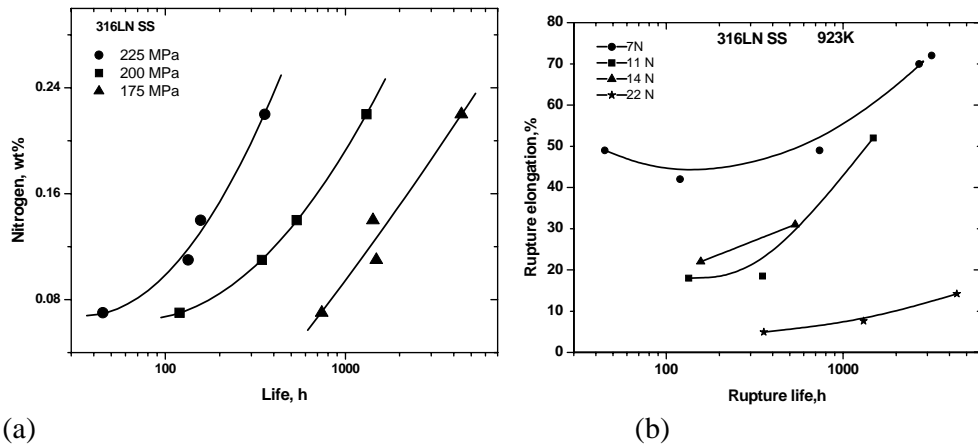 316LN SS
225 MPa
200 MPa
175 MPa
0.24
0.16
0.08
Nitrogen, wt%
100
1000
Life, h
(a)
316LN SS 923K
7N
11 N
14 N
22 N
80
70
60
50
40
30
20
10
0
Rupture elongation,%
100
1000
Rupture life,h
(b)